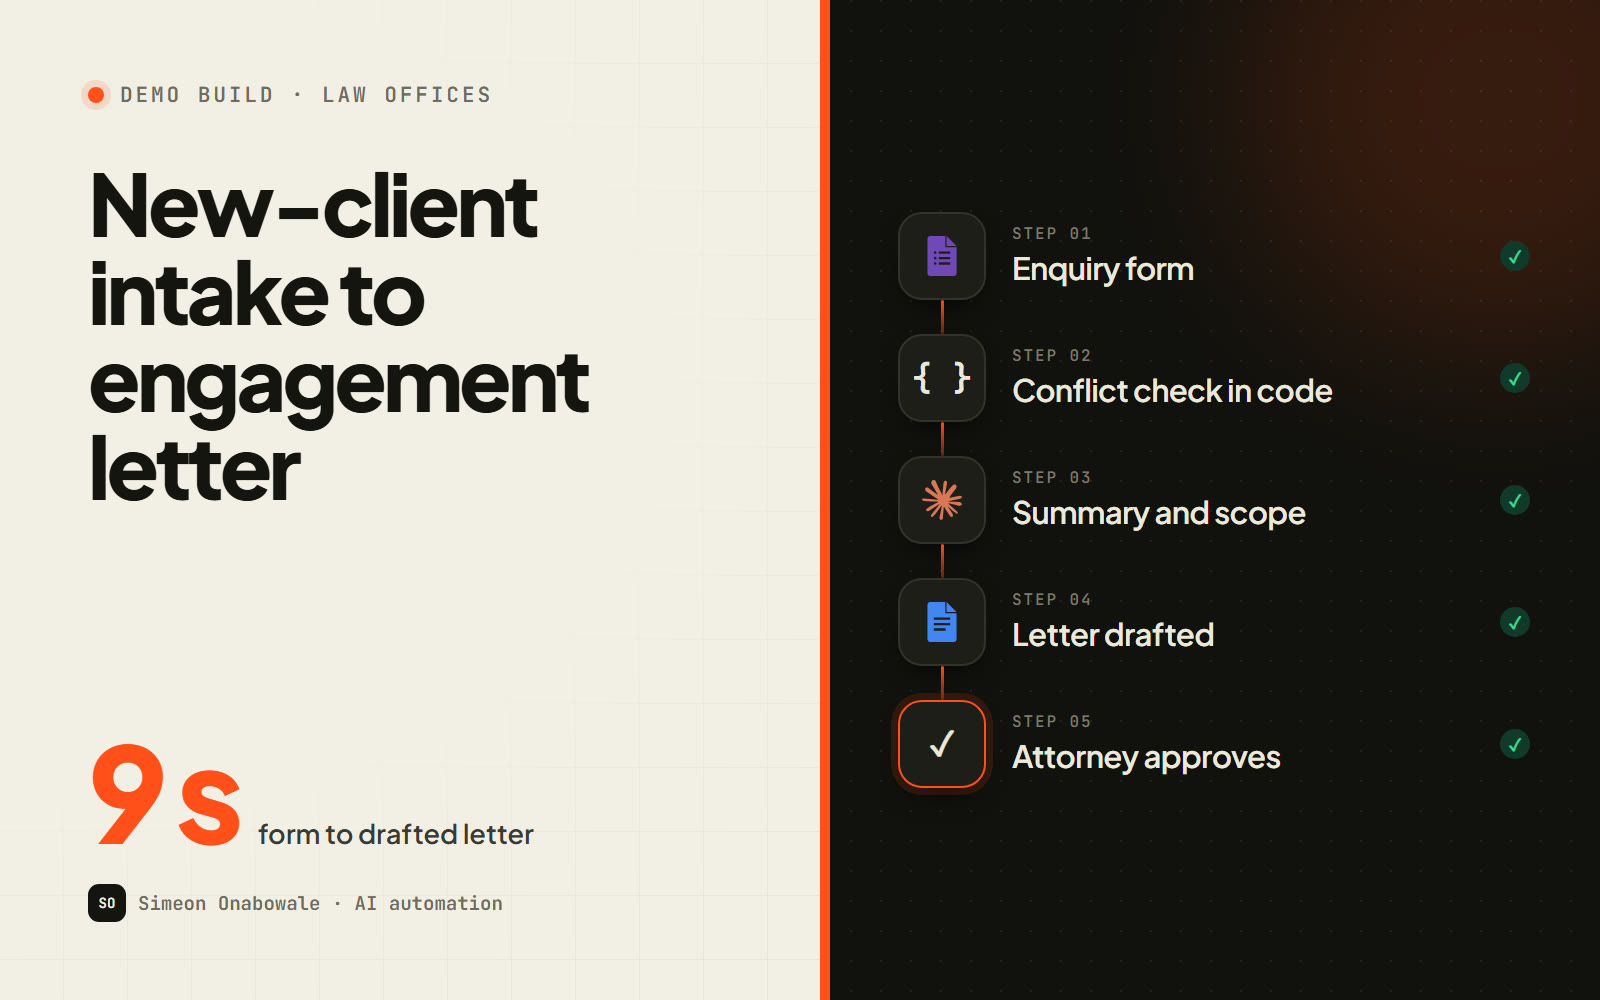 DEMO BUILD · LAW OFFICES
New-client
intake to
engagement
letter
9s form to drafted letter
SO Simeon Onabowale · AI automation
STEP 01
Enquiry form
{ }
STEP 02
Conflict check in code
STEP 03
Summary and scope
STEP 04
Letter drafted
STEP 05
Attorney approves